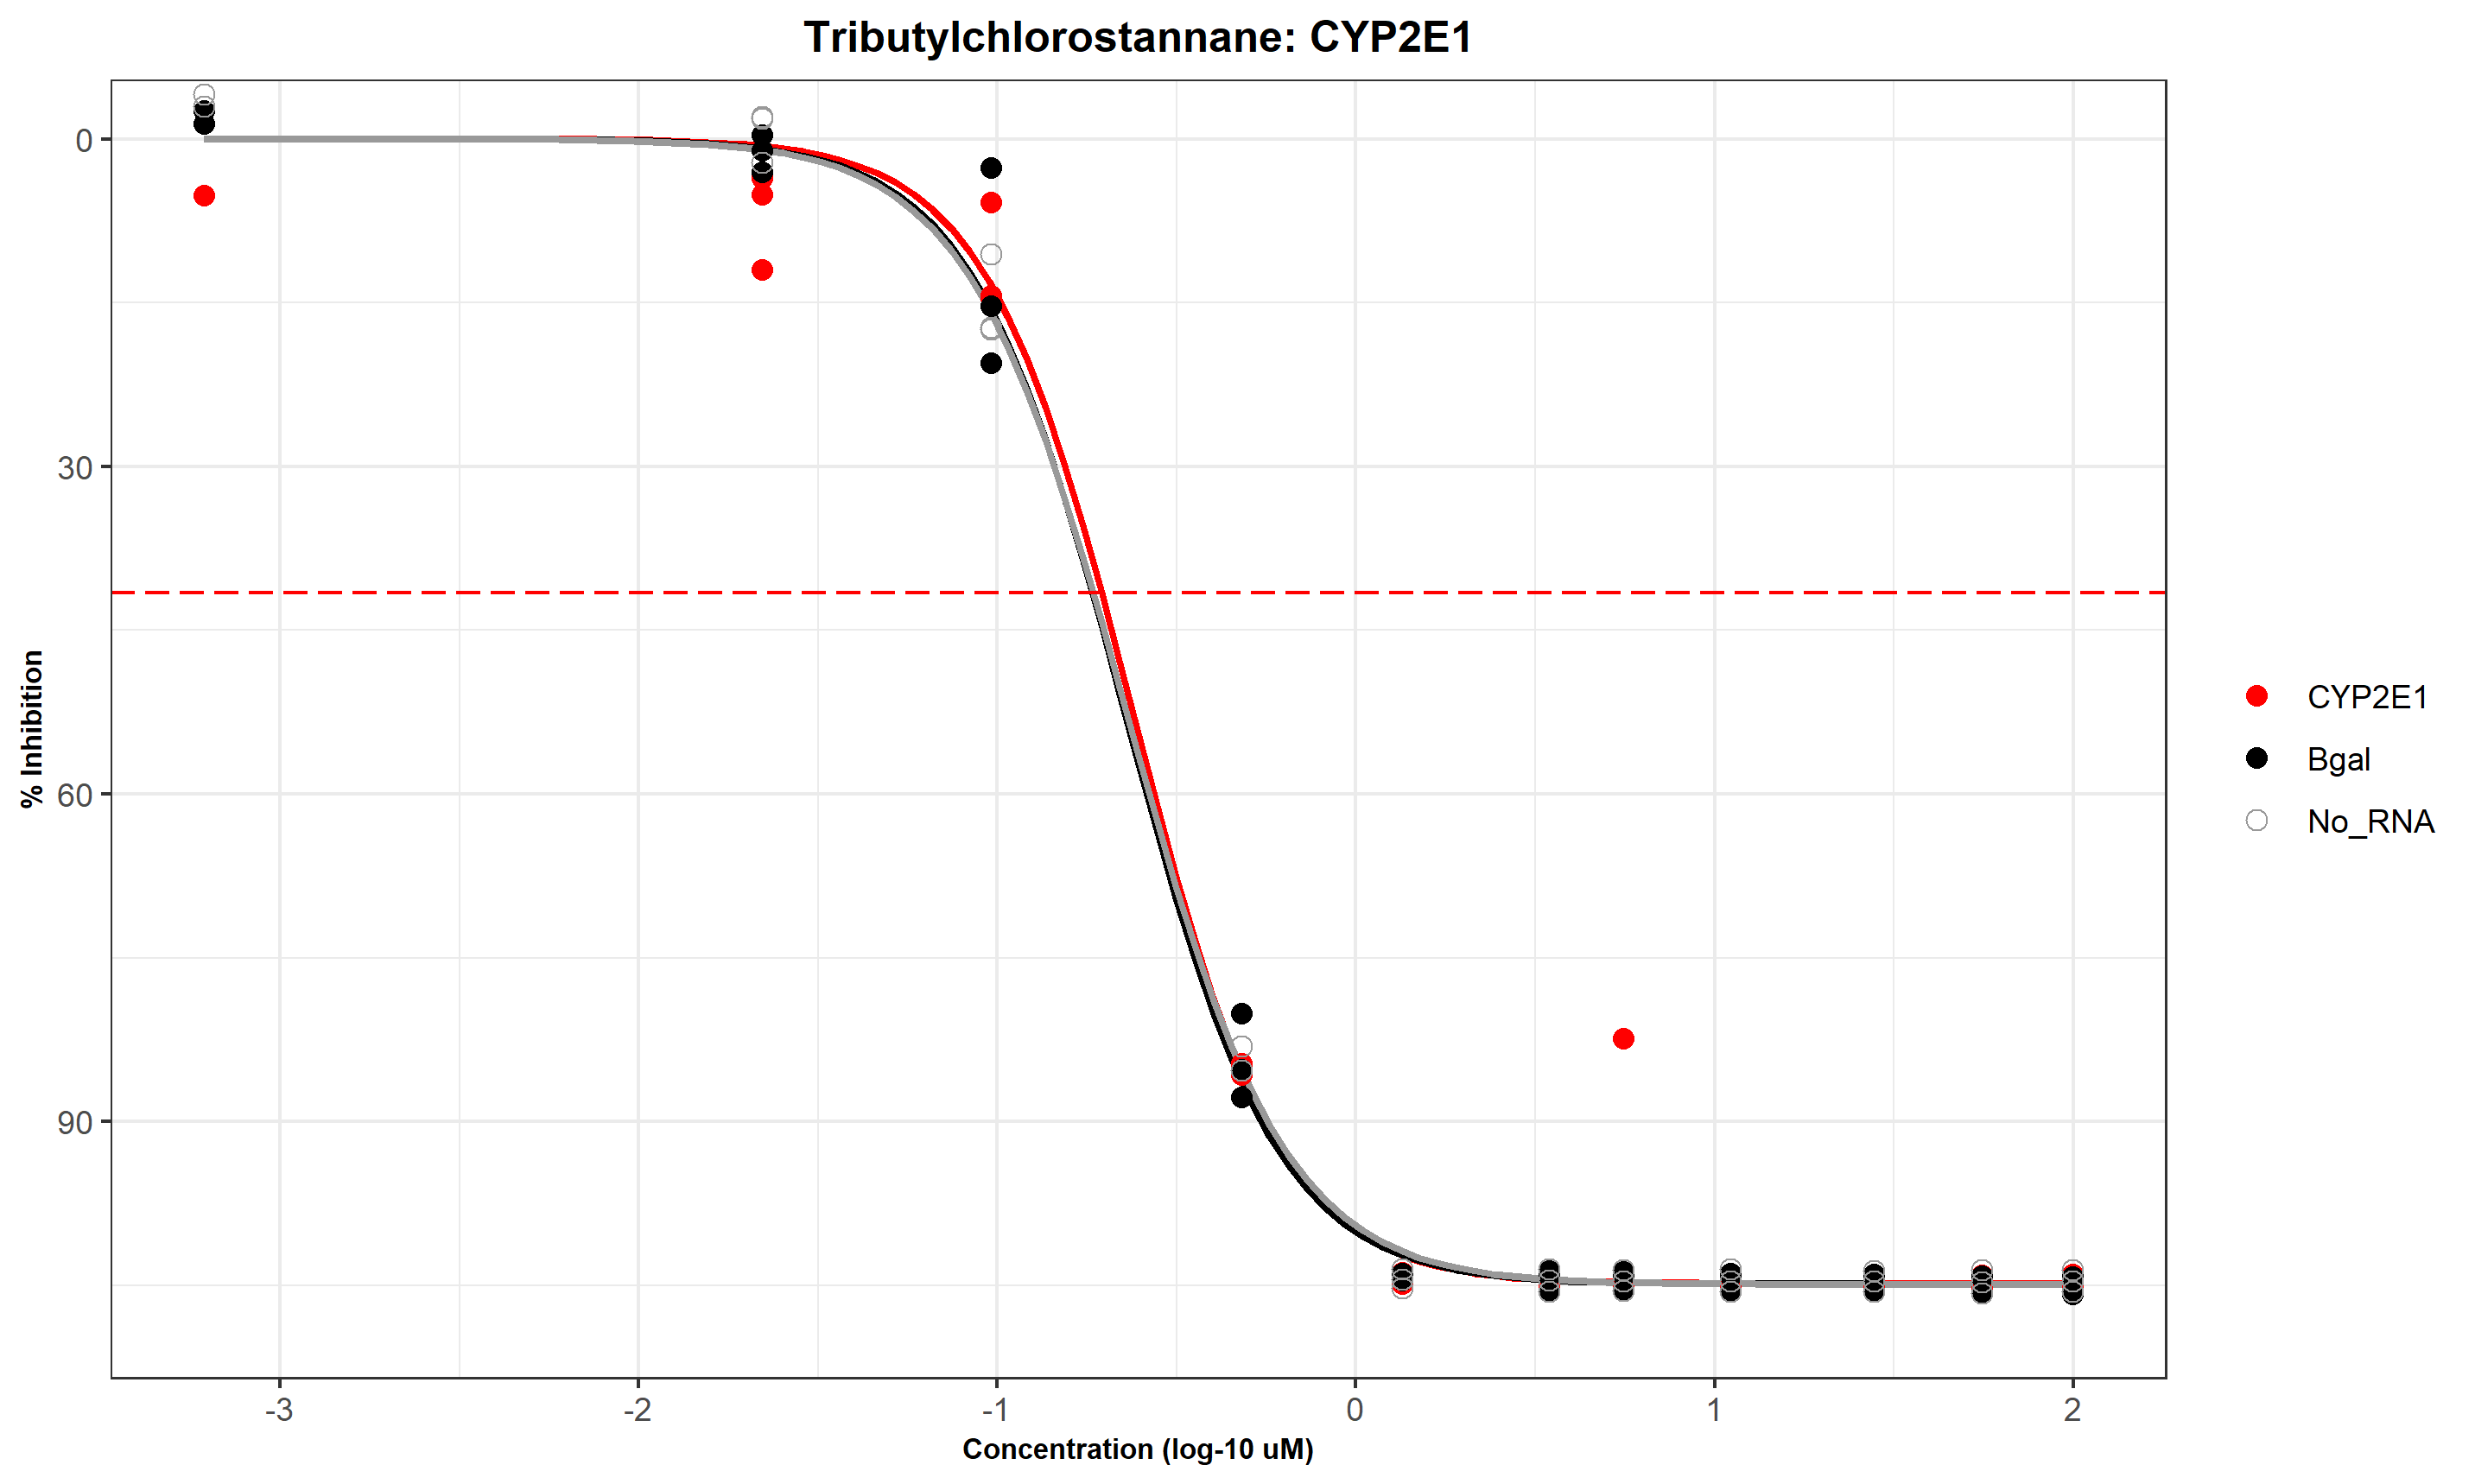 Tributylchlorostannane: CYP2E1
% Inhibition
0
30
60
90
-3
-2
-1
0
1
2
Concentration (log-10 uM)
CYP2E1
Bgal
No_RNA